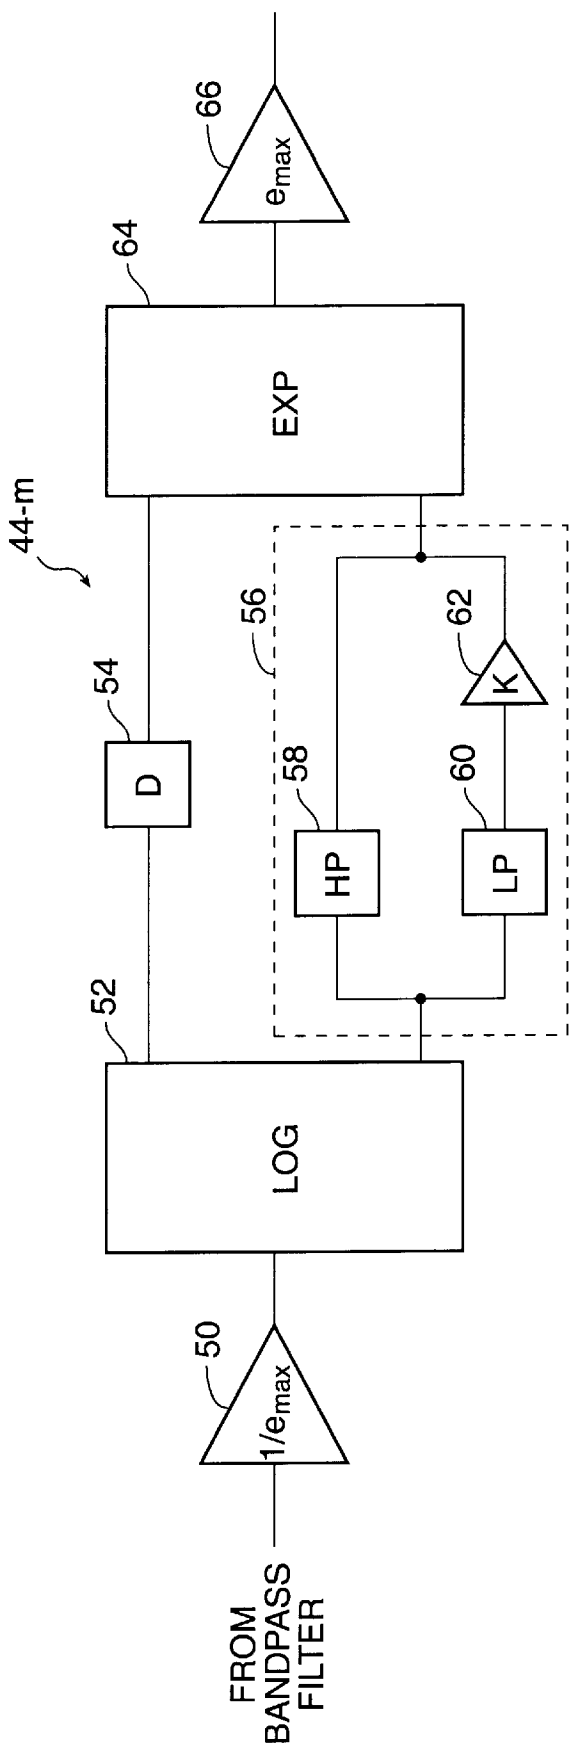 44-m
FROM
BANDPASS
FILTER
50
1/emax
52
LOG
54
D
56
58
HP
60
LP
62
K
64
EXP
66
emax